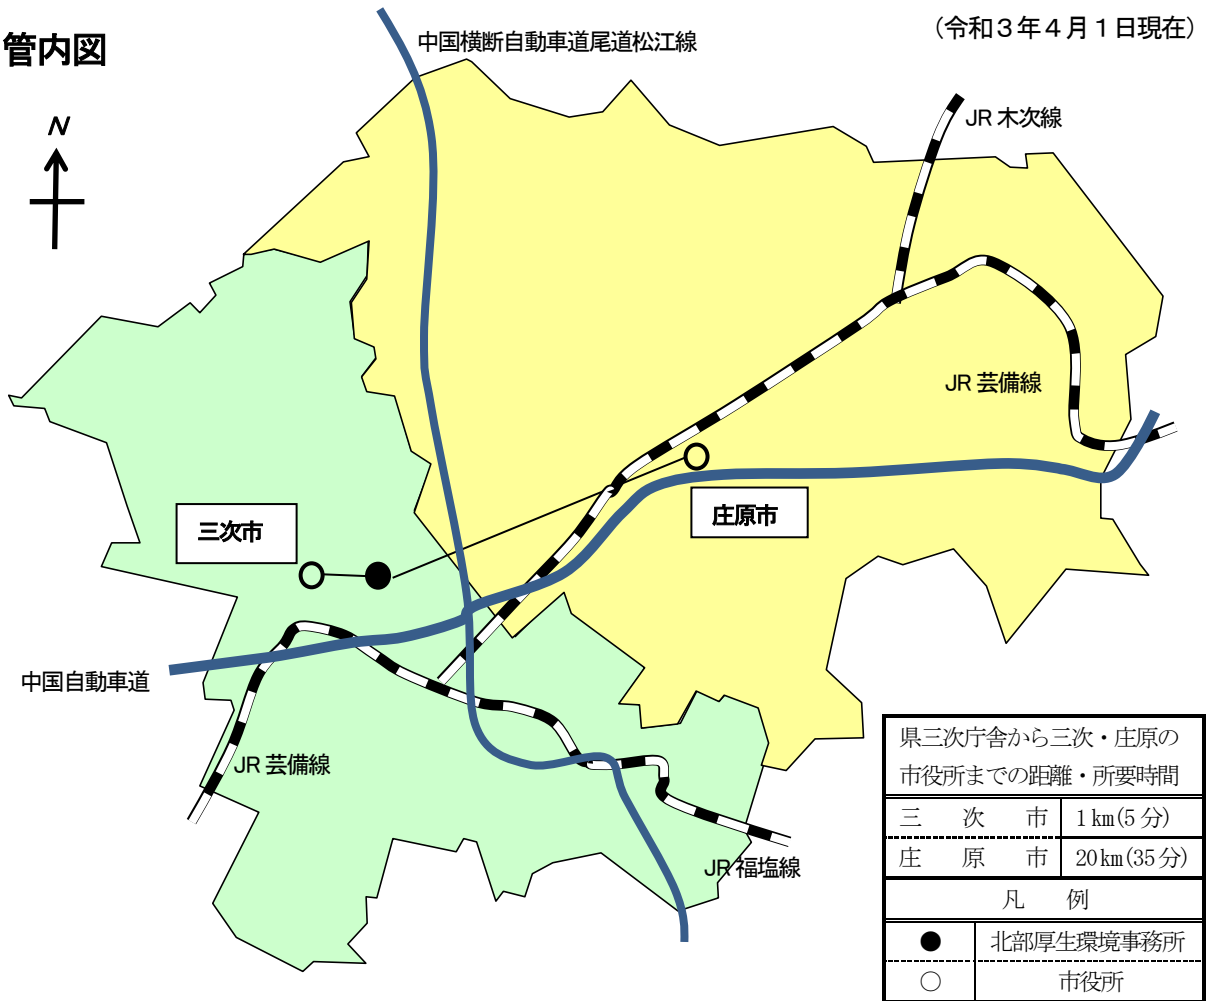 管内図
（令和３年４月１日現在）
中国横断自動車道尾道松江線
N
JR 木次線
JR 芸備線
三次市
庄原市
中国自動車道
JR 芸備線
JR 福塩線
県三次庁舎から三次・庄原の
市役所までの距離・所要時間
三　次　市 1 km(5 分)
庄　原　市 20 km(35 分)
凡　例
● 北部厚生環境事務所
○ 市役所